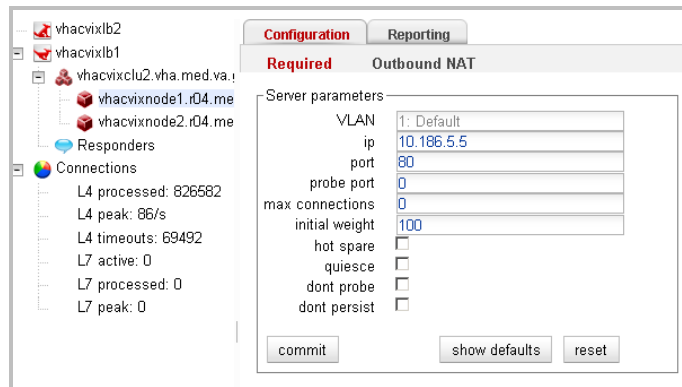 vhacvixlb2
vhacvixlb1
vhacvixclu2.vha.med.va.
vhacvixnode1.r04.me
vhacvixnode2.r04.me
Responders
Connections
L4 processed: 826582
L4 peak: 86/s
L4 timeouts: 69492
L7 active: 0
L7 processed: 0
L7 peak: 0
Configuration Reporting
Required Outbound NAT
Server parameters
VLAN 1: Default
ip 10.186.5.5
port 80
probe port 0
max connections 0
initial weight 100
hot spare
quiesce
dont probe
dont persist
commit show defaults reset